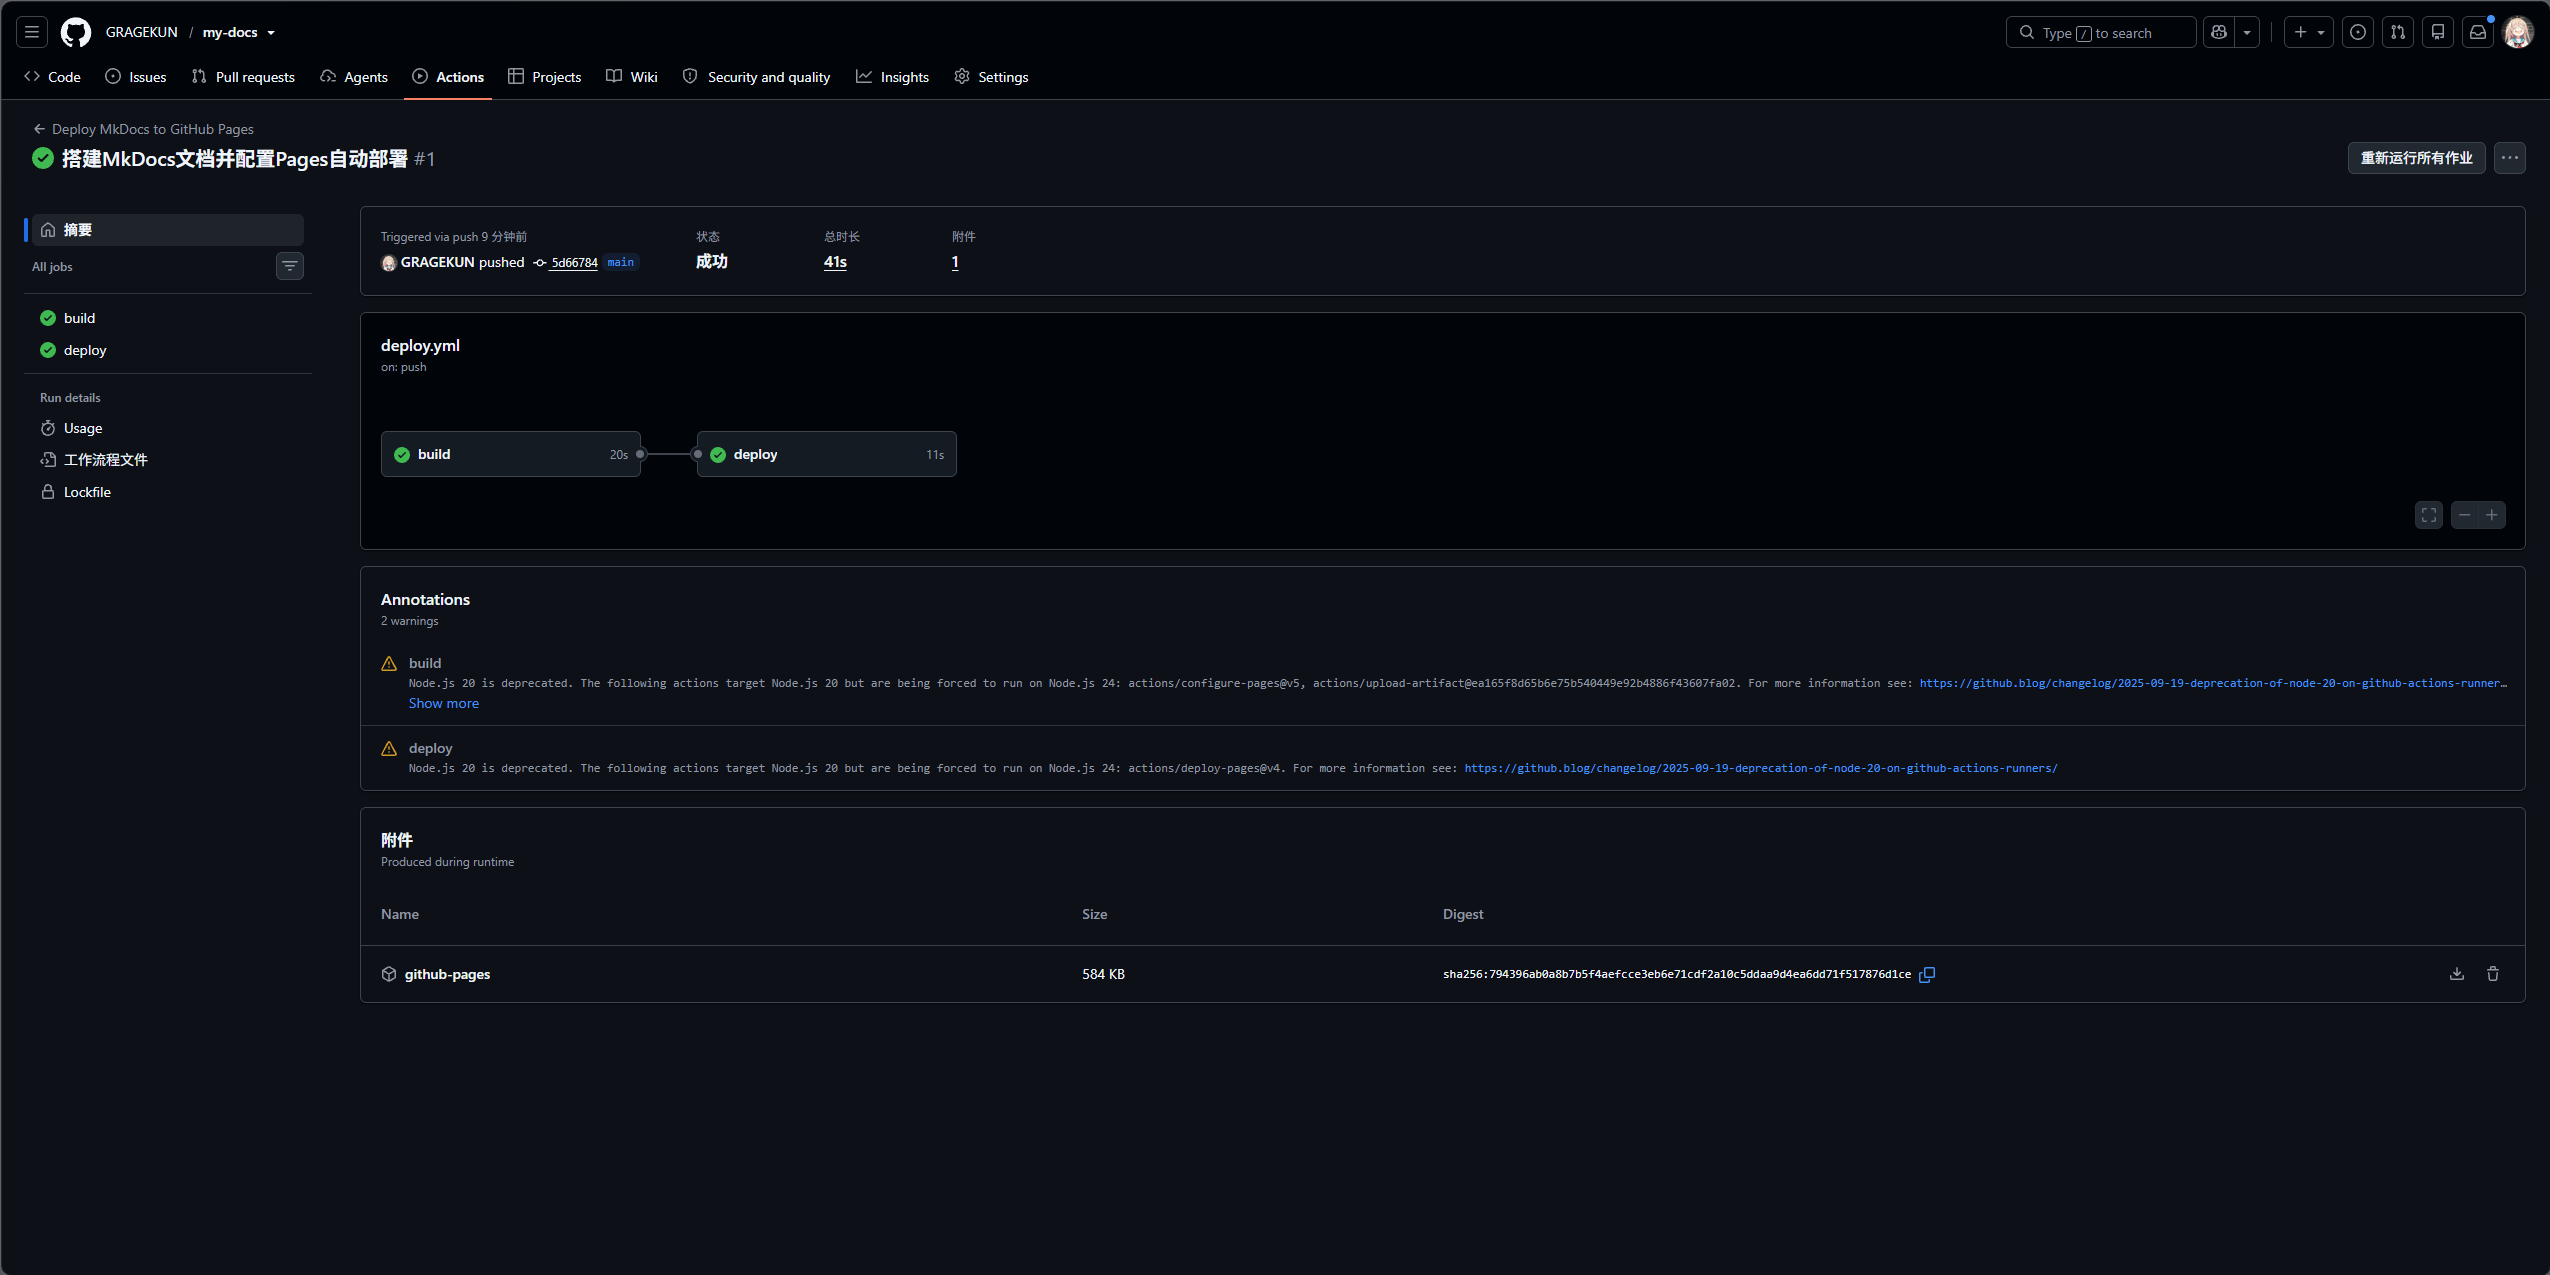 GRAGEKUN / my-docs
Type / to search
Code Issues Pull requests Agents Actions Projects Wiki Security and quality Insights Settings
Deploy MkDocs to GitHub Pages
搭建MkDocs文档并配置Pages自动部署 #1
重新运行所有作业
摘要
All jobs
build
deploy
Run details
Usage
工作流程文件
Lockfile
Triggered via push 9 分钟前
GRAGEKUN pushed 5d66784 main
状态
成功
总时长
41s
附件
1
deploy.yml
on: push
build 20s
deploy 11s
Annotations
2 warnings
build
Node.js 20 is deprecated. The following actions target Node.js 20 but are being forced to run on Node.js 24: actions/configure-pages@v5, actions/upload-artifact@ea165f8d65b6e75b540449e92b4886f43607fa02. For more information see: https://github.blog/changelog/2025-09-19-deprecation-of-node-20-on-github-actions-runner…
Show more
deploy
Node.js 20 is deprecated. The following actions target Node.js 20 but are being forced to run on Node.js 24: actions/deploy-pages@v4. For more information see: https://github.blog/changelog/2025-09-19-deprecation-of-node-20-on-github-actions-runners/
附件
Produced during runtime
Name Size Digest
github-pages 584 KB sha256:794396ab0a8b7b5f4aefcce3eb6e71cdf2a10c5ddaa9d4ea6dd71f517876d1ce